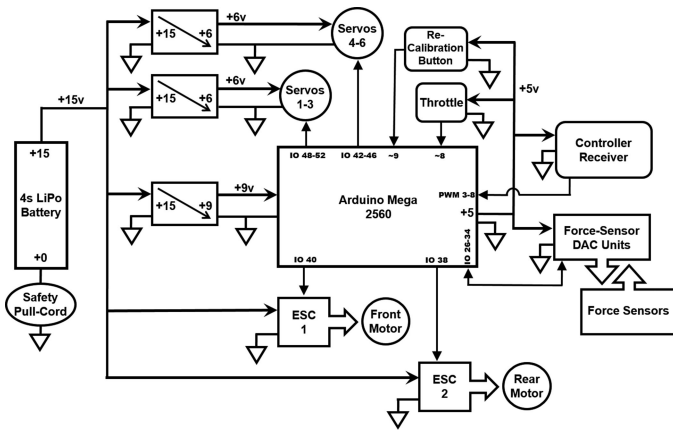 +6v
+15 +6
Servos
4-6
Re-
Calibration
Button
+6v
+15 +6
Servos
1-3
+5v
Throttle
+15v
+15
4s LiPo
Battery
+0
Safety
Pull-Cord
IO 48-52 IO 42-46 ~9 ~8
Controller
Receiver
+9v
+15 +9
Arduino Mega
2560
PWM 3-8
+5
IO 26-34
IO 40 IO 38
Force-Sensor
DAC Units
Force Sensors
ESC
1
Front
Motor
ESC
2
Rear
Motor